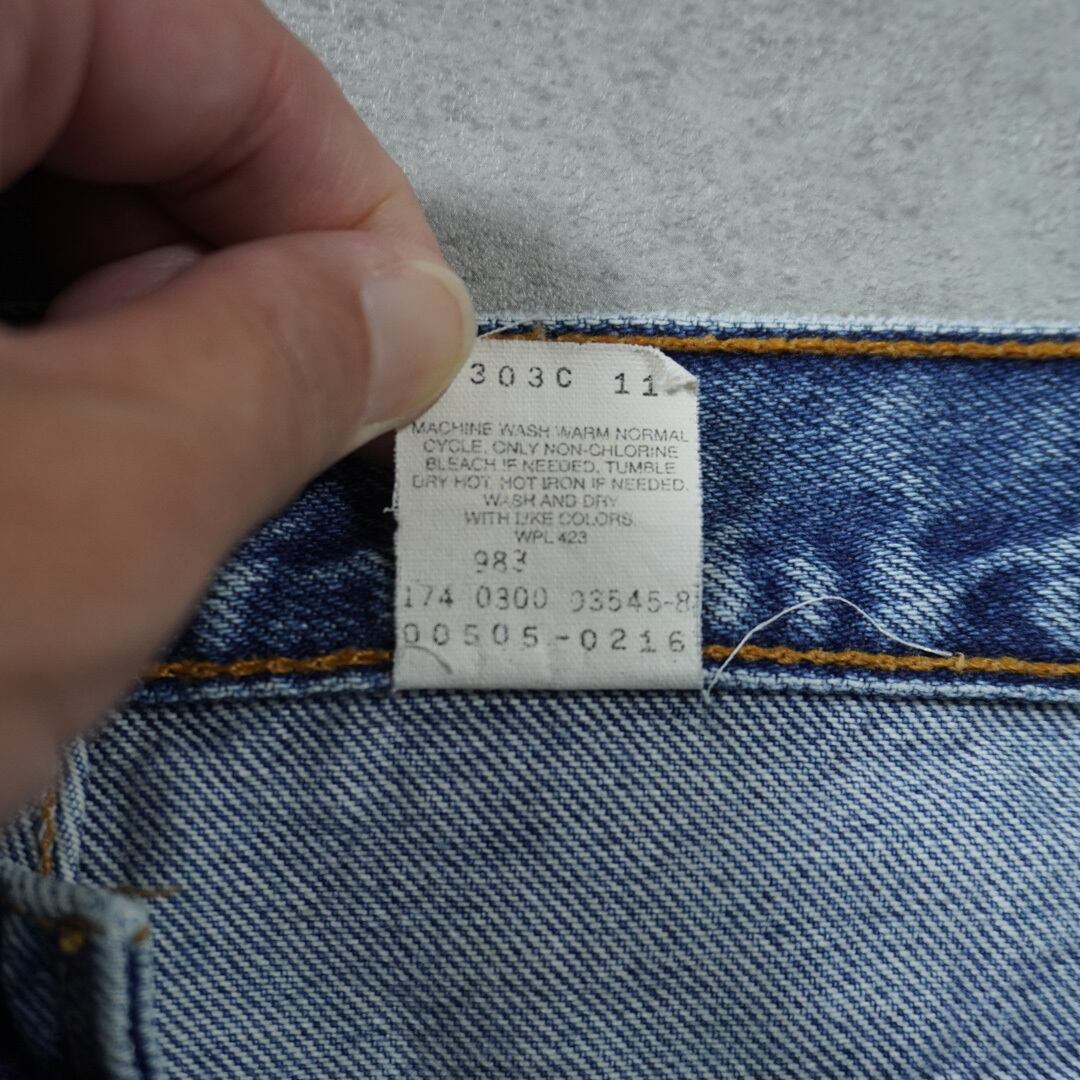 303C 11
MACHINE WASH WARM NORMAL
CYCLE, ONLY NON-CHLORINE
BLEACH IF NEEDED. TUMBLE
DRY HOT. HOT IRON IF NEEDED.
WASH AND DRY
WITH LIKE COLORS.
WPL 423
983
174 0300 93545-8
00505-0216